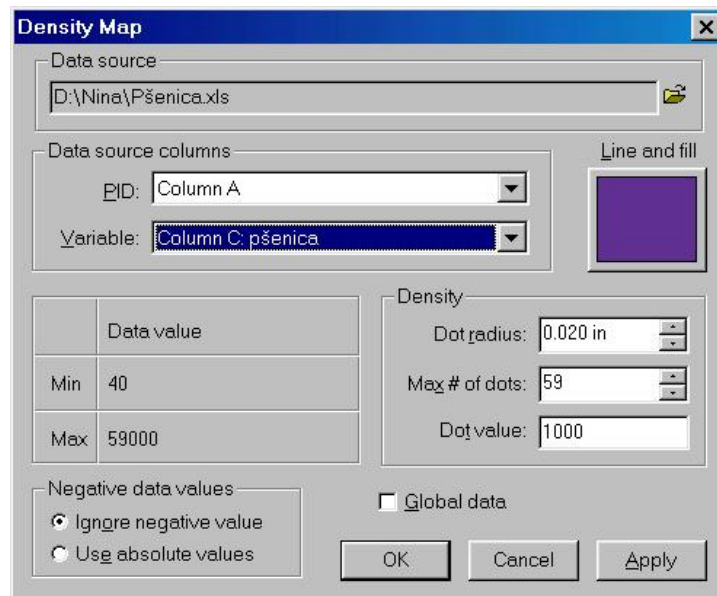 Density Map
Data source
D:\Nina\Pšenica.xls
Data source columns
PID: Column A
Variable: Column C: pšenica
Line and fill
Data value
Min 40
Max 59000
Density
Dot radius: 0.020 in
Max # of dots: 59
Dot value: 1000
Negative data values
Ignore negative value
Use absolute values
Global data
OK Cancel Apply